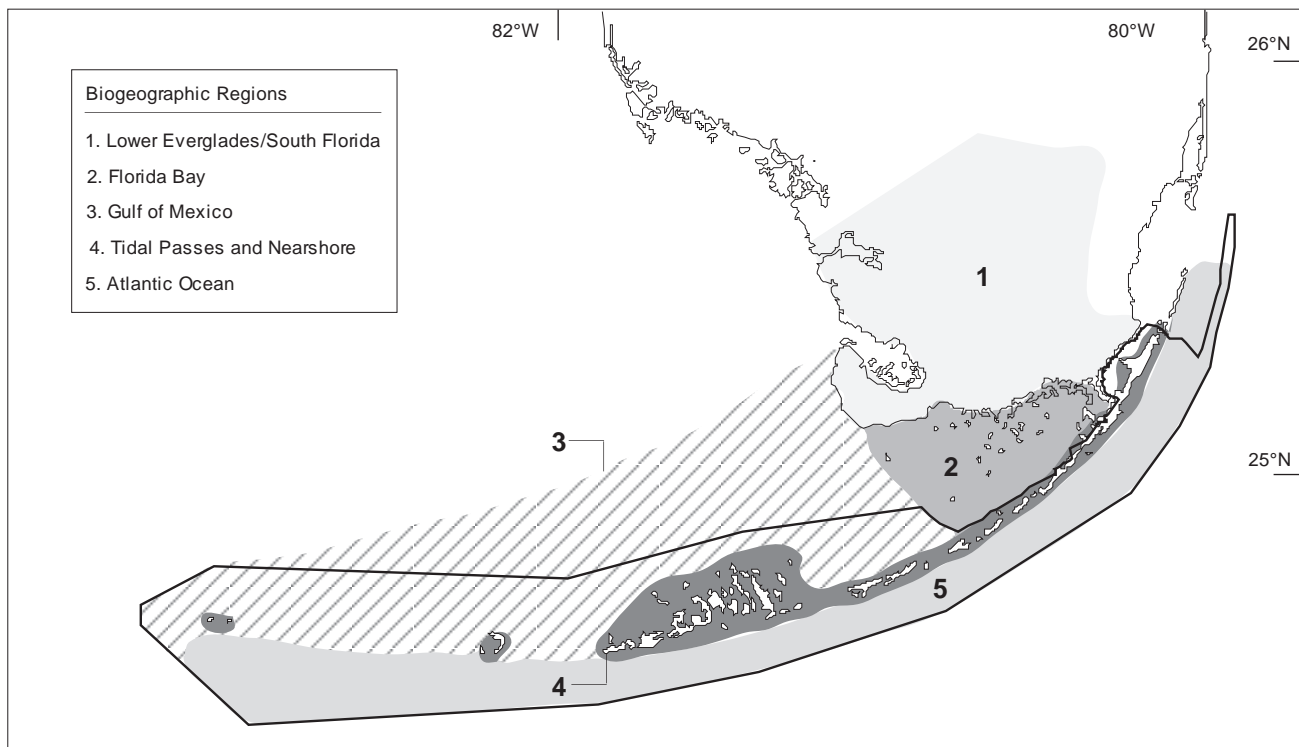 82°W
80°W
26°N
Biogeographic Regions
1. Lower Everglades/South Florida
2. Florida Bay
3. Gulf of Mexico
4. Tidal Passes and Nearshore
5. Atlantic Ocean
1
3
2
25°N
5
4